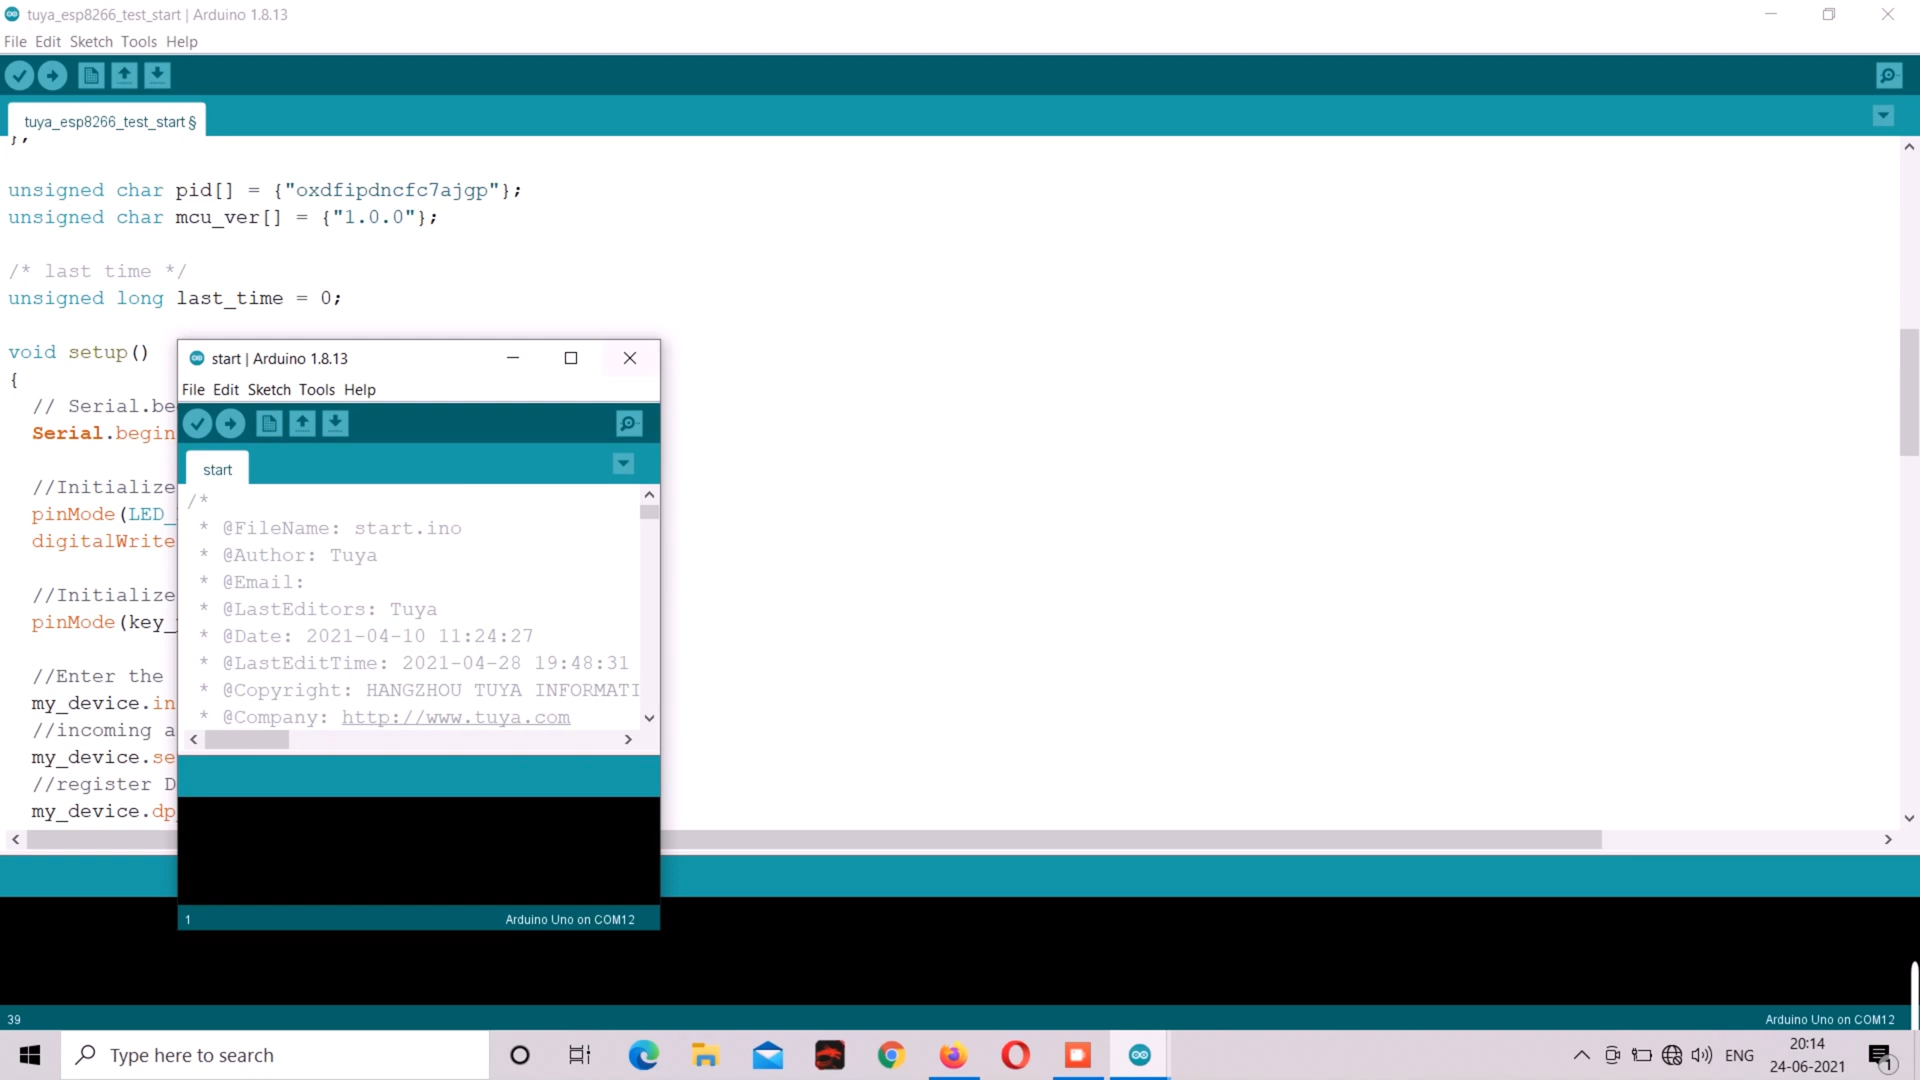 tuya_esp8266_test_start | Arduino 1.8.13
File Edit Sketch Tools Help
tuya_esp8266_test_start §
};
unsigned char pid[] = {"oxdfipdncfc7ajgp"};
unsigned char mcu_ver[] = {"1.0.0"};
/* last time */
unsigned long last_time = 0;
void setup()
{
// Serial.be
Serial.begin
//Initialize
pinMode(LED_
digitalWrite
//Initialize
pinMode(key_
//Enter the
my_device.in
//incoming a
my_device.se
//register D
my_device.dp
start | Arduino 1.8.13
File Edit Sketch Tools Help
start
/*
* @FileName: start.ino
* @Author: Tuya
* @Email:
* @LastEditors: Tuya
* @Date: 2021-04-10 11:24:27
* @LastEditTime: 2021-04-28 19:48:31
* @Copyright: HANGZHOU TUYA INFORMATI
* @Company: http://www.tuya.com
1
Arduino Uno on COM12
39
Arduino Uno on COM12
Type here to search
ENG
20:14
24-06-2021
1